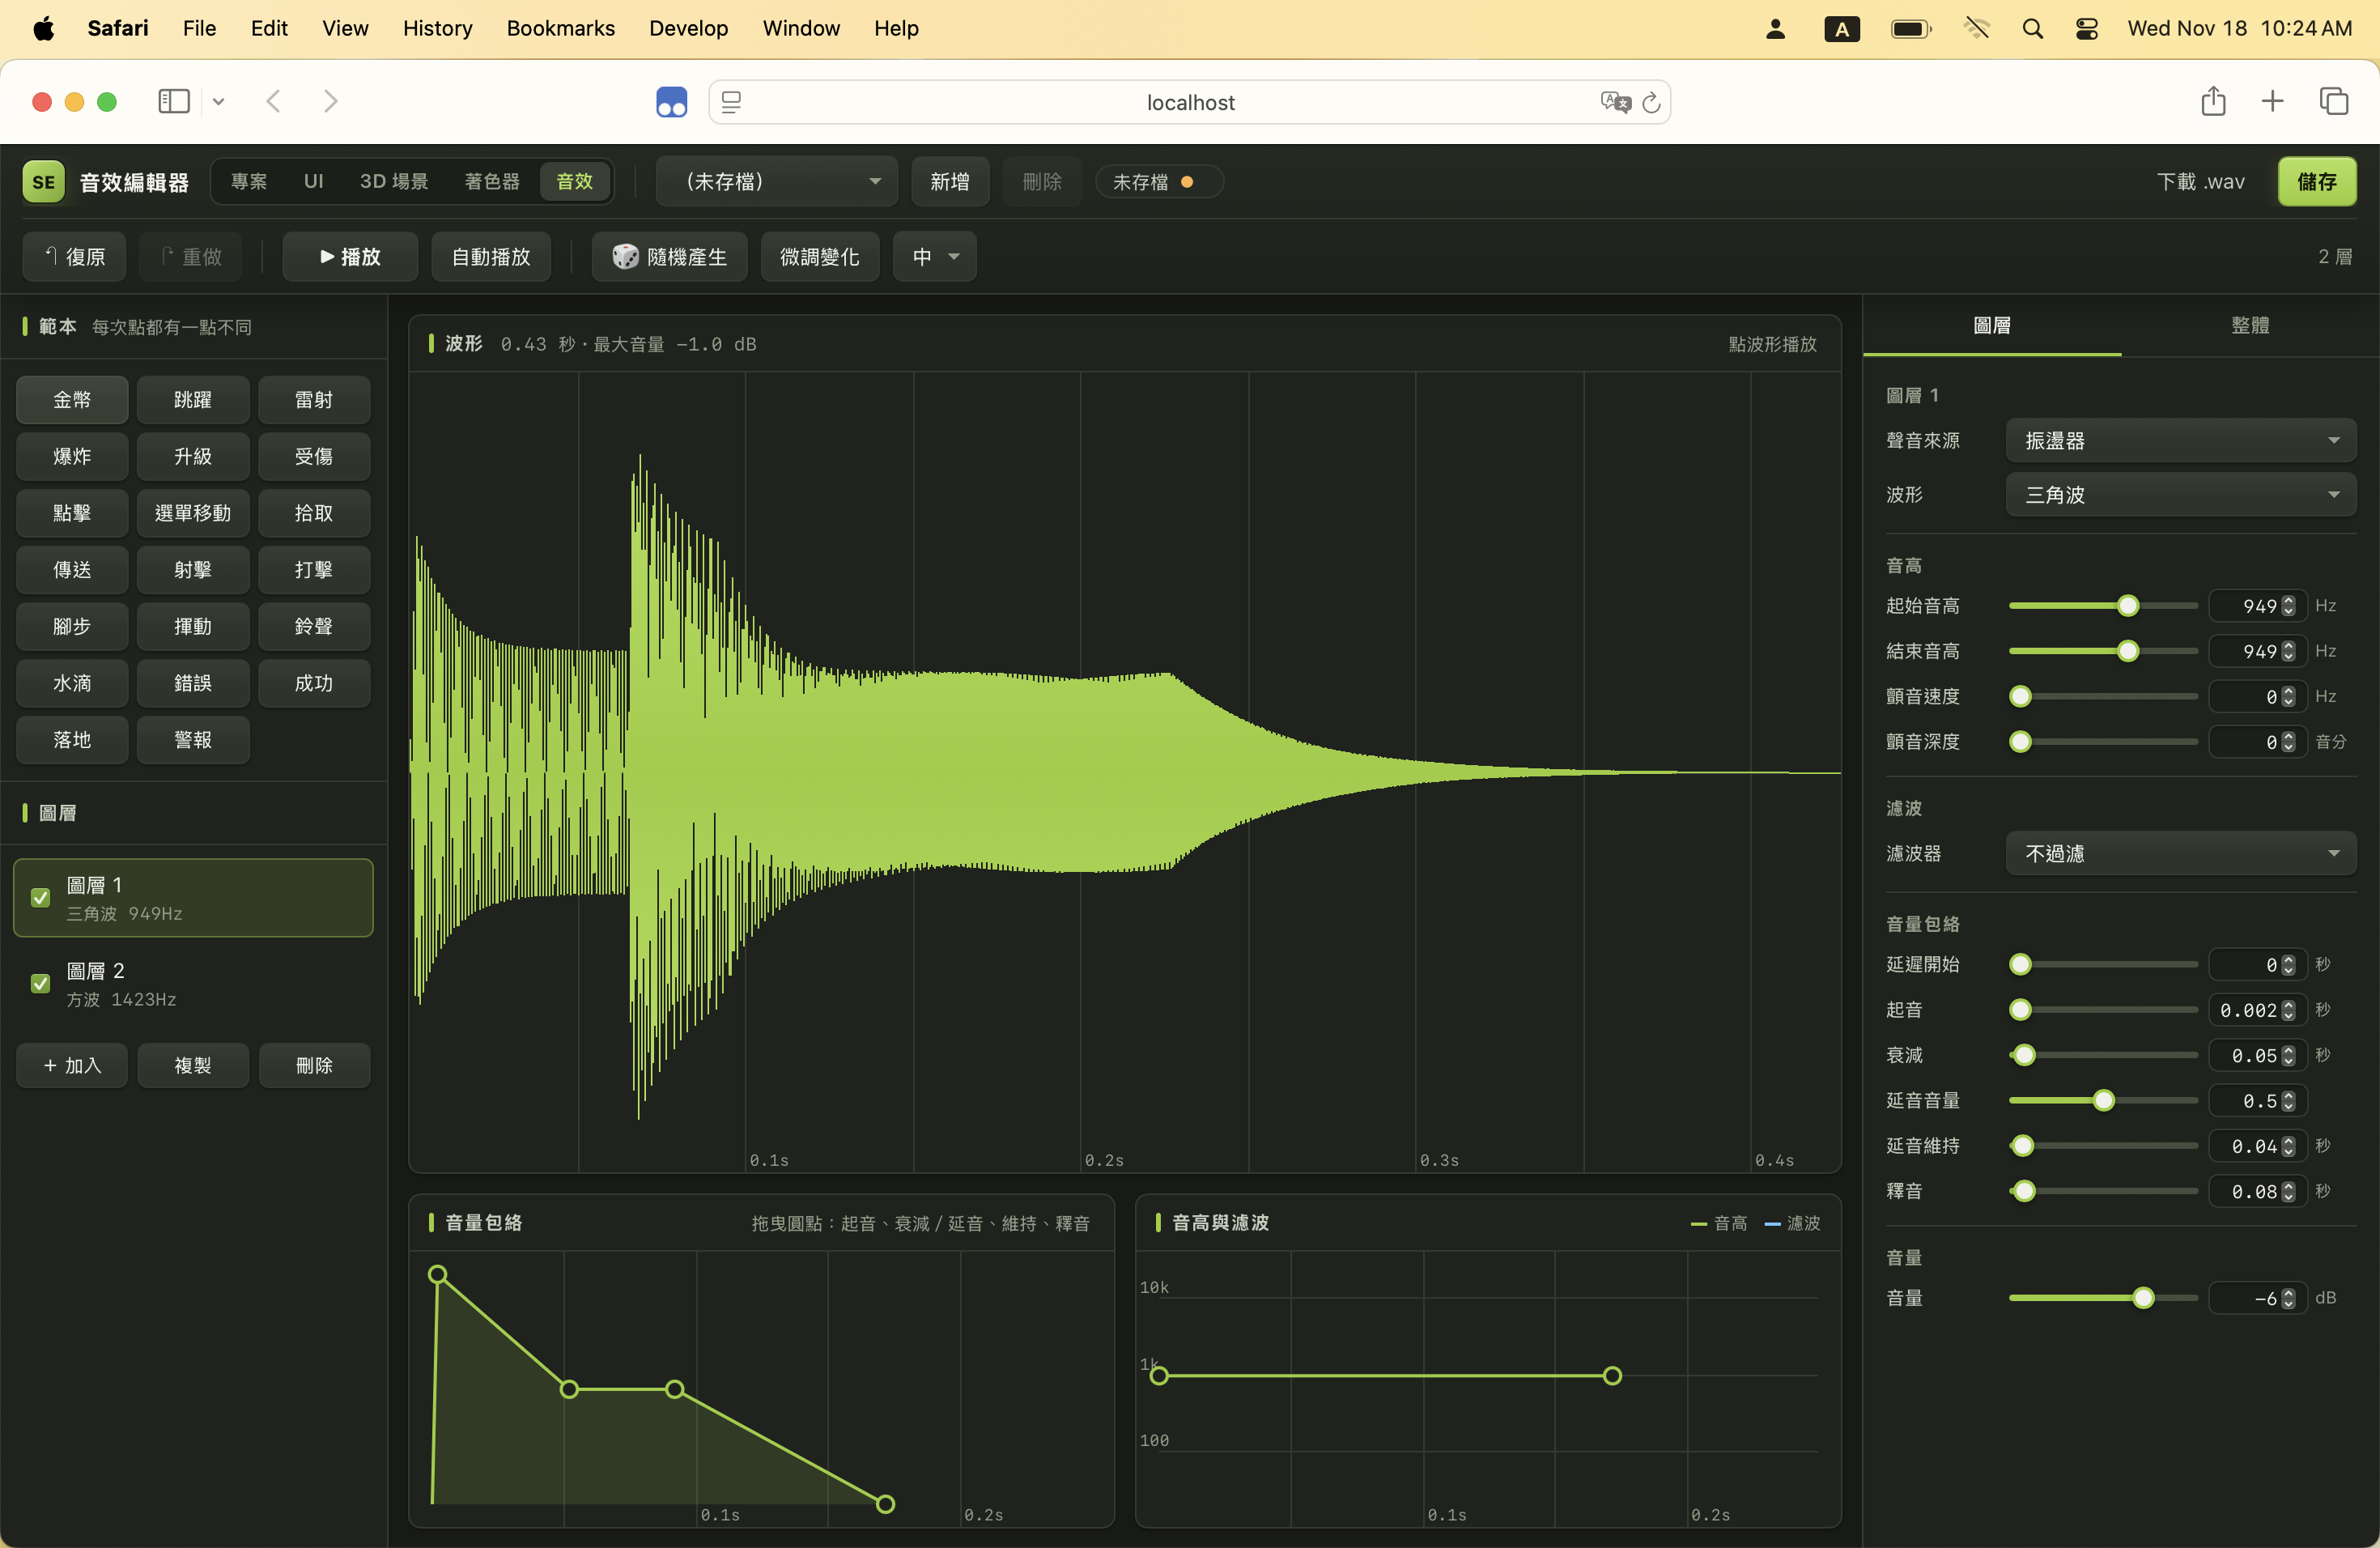 Safari File Edit View History Bookmarks Develop Window Help A Wed Nov 18 10:24 AM
localhost
SE 音效編輯器 專案 UI 3D 場景 著色器 音效 (未存檔) 新增 刪除 未存檔 下載 .wav 儲存
復原 重做 播放 自動播放 隨機產生 微調變化 中 2 層
範本 每次點都有一點不同
金幣 跳躍 雷射
爆炸 升級 受傷
點擊 選單移動 拾取
傳送 射擊 打擊
腳步 揮動 鈴聲
水滴 錯誤 成功
落地 警報
圖層
圖層 1
三角波 949Hz
圖層 2
方波 1423Hz
+ 加入 複製 刪除
波形 0.43 秒·最大音量 −1.0 dB 點波形播放
0.1s 0.2s 0.3s 0.4s
音量包絡 拖曳圓點：起音、衰減 / 延音、維持、釋音
0.1s 0.2s
音高與濾波 音高 濾波
10k
1k
100
0.1s 0.2s
圖層 整體
圖層 1
聲音來源 振盪器
波形 三角波
音高
起始音高 949 Hz
結束音高 949 Hz
顫音速度 0 Hz
顫音深度 0 音分
濾波
濾波器 不過濾
音量包絡
延遲開始 0 秒
起音 0.002 秒
衰減 0.05 秒
延音音量 0.5
延音維持 0.04 秒
釋音 0.08 秒
音量
音量 −6 dB